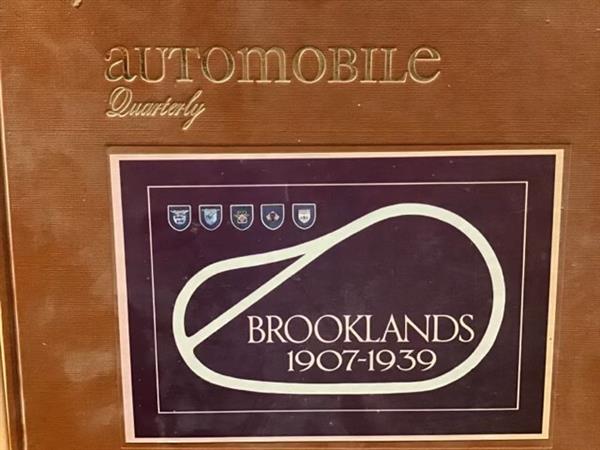 AUTOMOBILE
Quarterly
BROOKLANDS
1907-1939